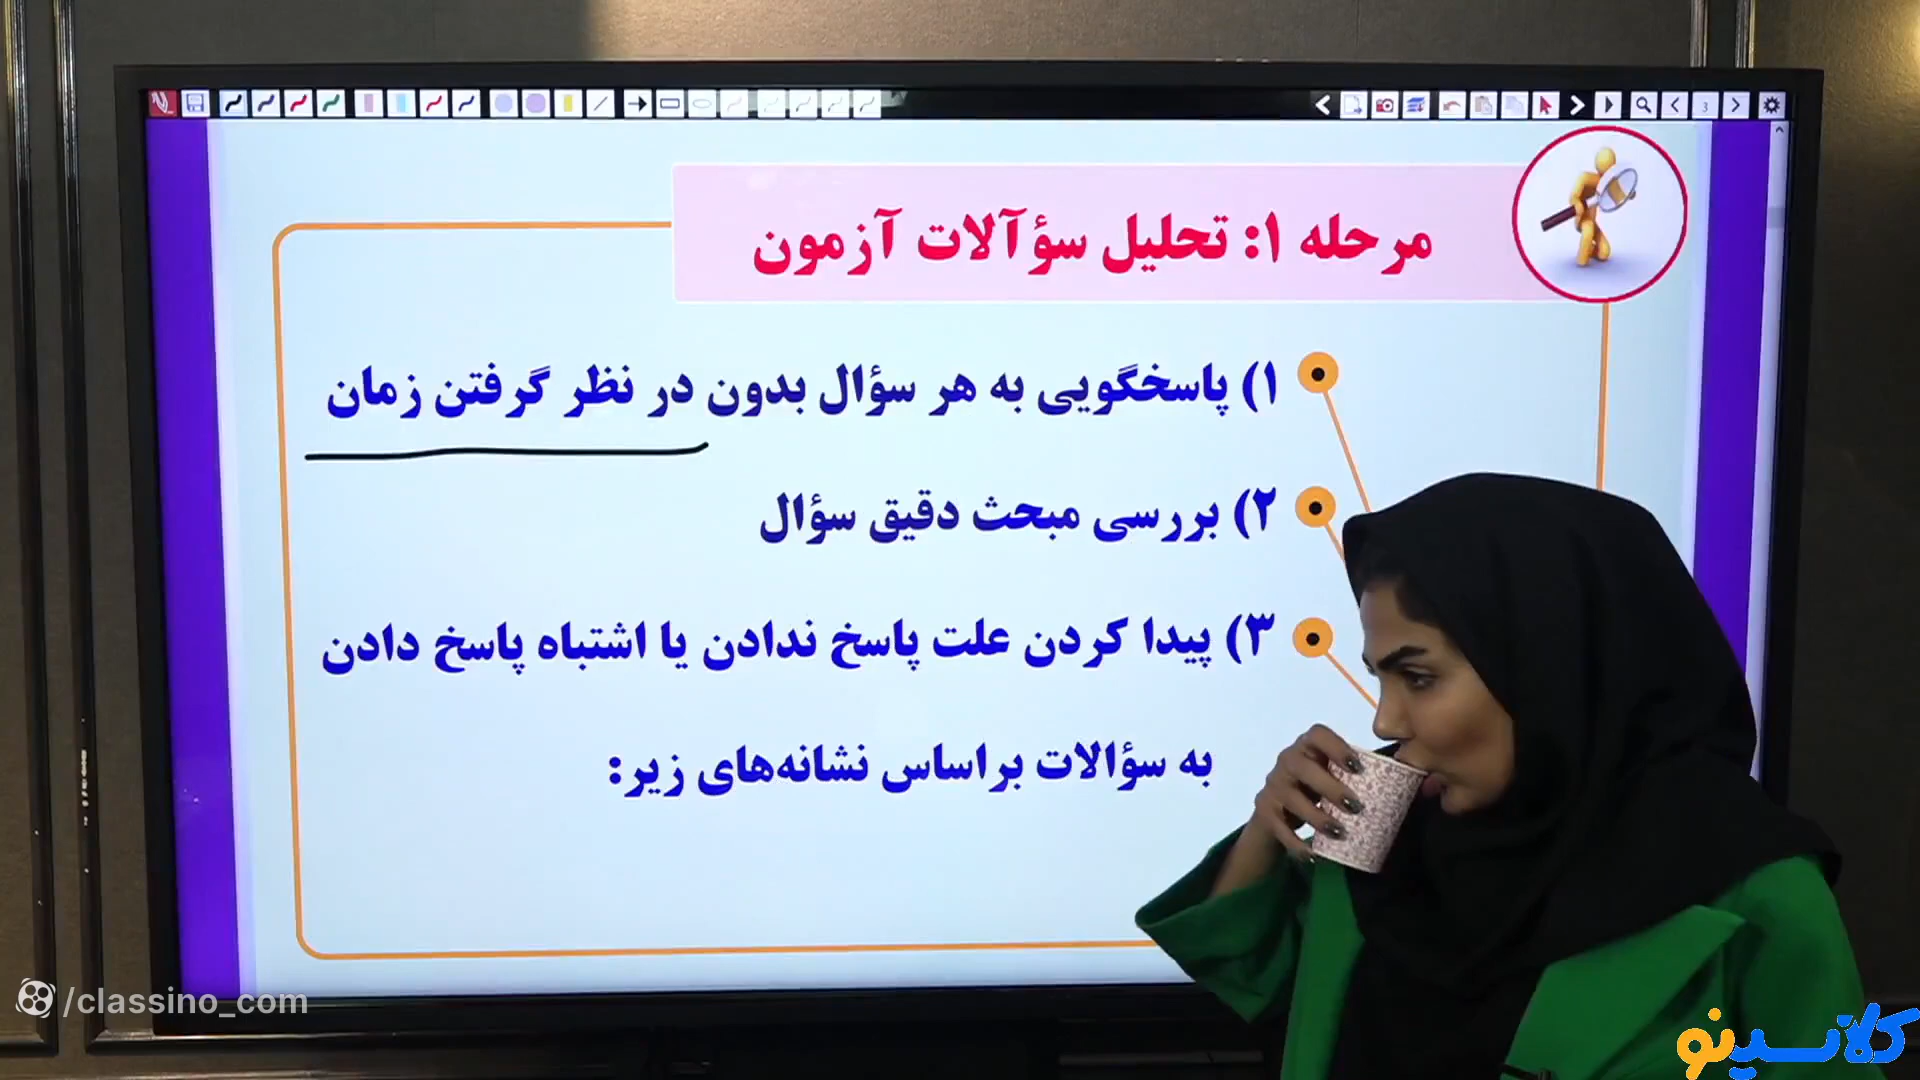 مرحله ۱: تحلیل سؤآلات آزمون
۱) پاسخگویی به هر سؤال بدون در نظر گرفتن زمان
۲) بررسی مبحث دقیق سؤال
۳) پیدا کردن علت پاسخ ندادن یا اشتباه پاسخ دادن
به سؤالات براساس نشانه‌های زیر:
3
/classino_com
کلاسینو